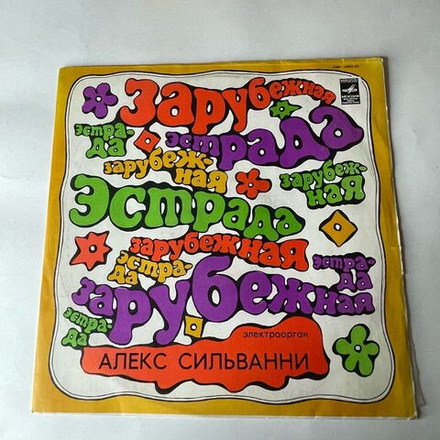 зарубежная
эстрада
эстра-
да
зарубеж-
ная
зарубеж-
ная
эстрада
зарубежная
эстра-
да
эстра-
да
зарубежная
эстра-
да
электроорган
АЛЕКС СИЛЬВАННИ